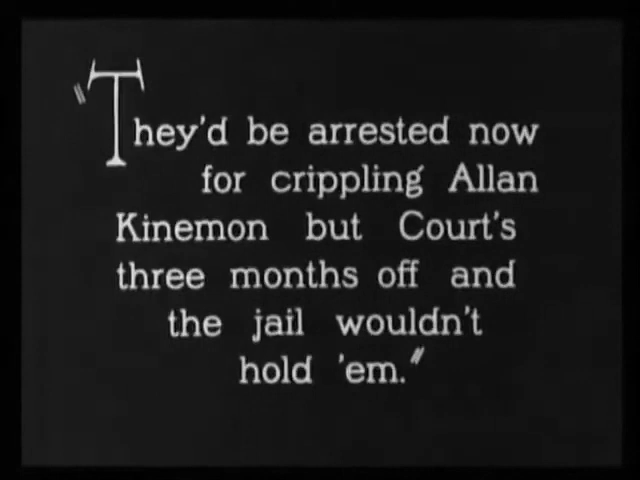 "They'd be arrested now
for crippling Allan
Kinemon but Court's
three months off and
the jail wouldn't
hold 'em."